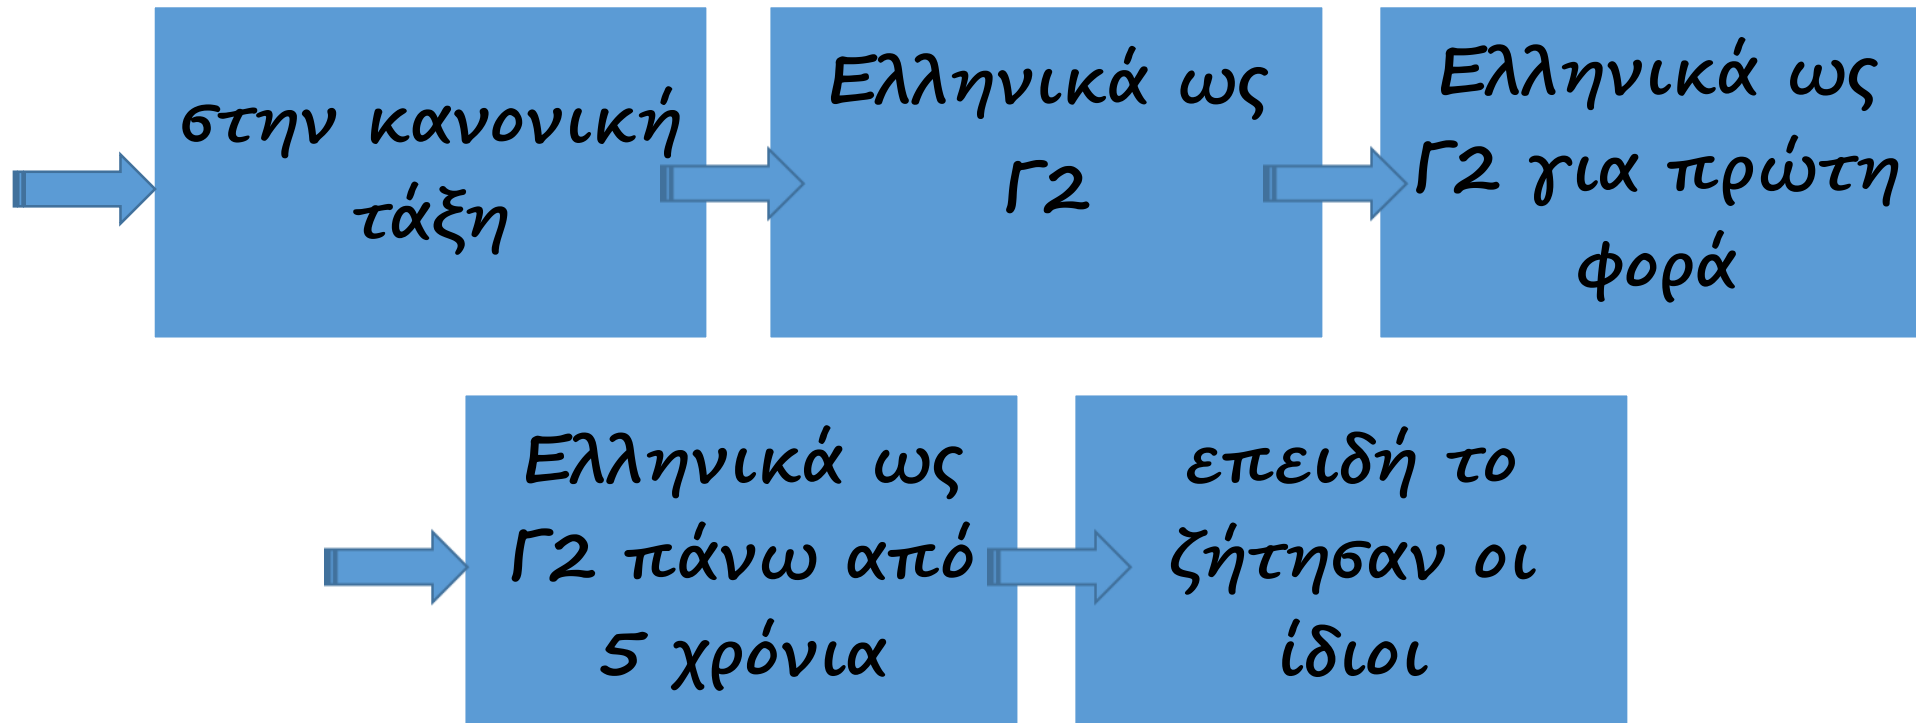 στην κανονική
τάξη
Ελληνικά ως
Γ2
Ελληνικά ως
Γ2 για πρώτη
φορά
Ελληνικά ως
Γ2 πάνω από
5 χρόνια
επειδή το
ζήτησαν οι
ίδιοι